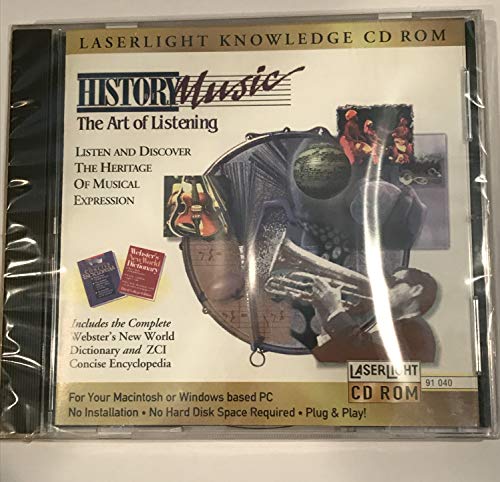 LASERLIGHT KNOWLEDGE CD ROM
HISTORY Music
The Art of Listening
LISTEN AND DISCOVER
THE HERITAGE
OF MUSICAL
EXPRESSION
Webster's
New World
Dictionary
CONCISE
ENCYCLOPEDIA
Includes the Complete
Webster's New World
Dictionary and ZCI
Concise Encyclopedia
For Your Macintosh or Windows based PC
No Installation • No Hard Disk Space Required • Plug & Play!
LASERLIGHT
CD ROM
91 040